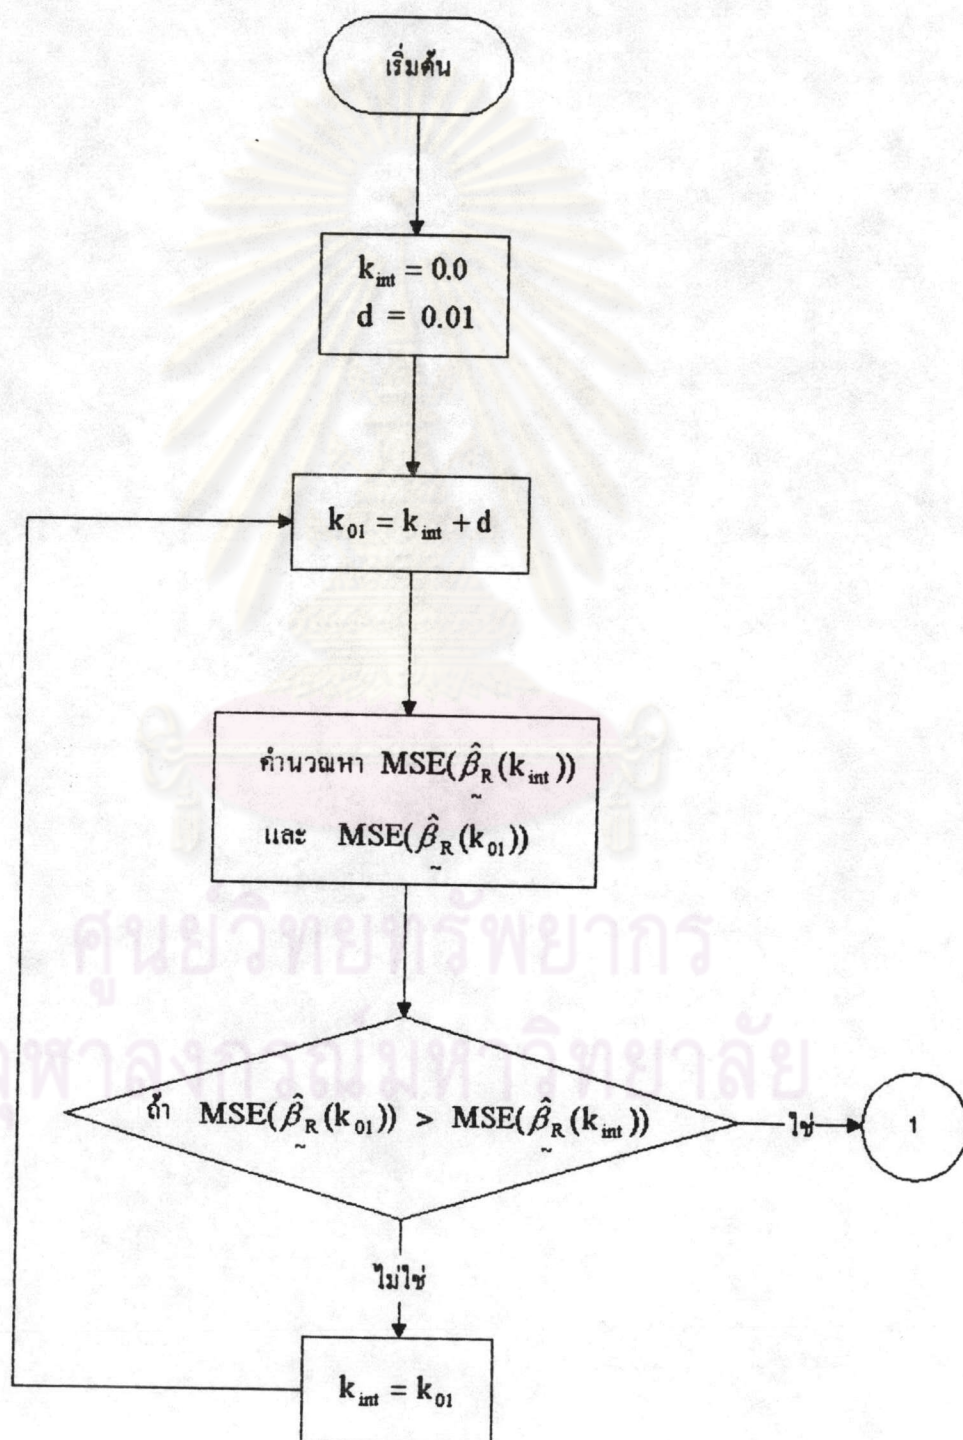 เริ่มต้น
k_int = 0.0
d = 0.01
k_01 = k_int + d
คำนวณหา MSE(β̂_R(k_int))
และ MSE(β̂_R(k_01))
ศูนย์วิทยทรัพยากร
จุฬาลงกรณ์มหาวิทยาลัย
ถ้า MSE(β̂_R(k_01)) > MSE(β̂_R(k_int))
ใช่
1
ไม่ใช่
k_int = k_01